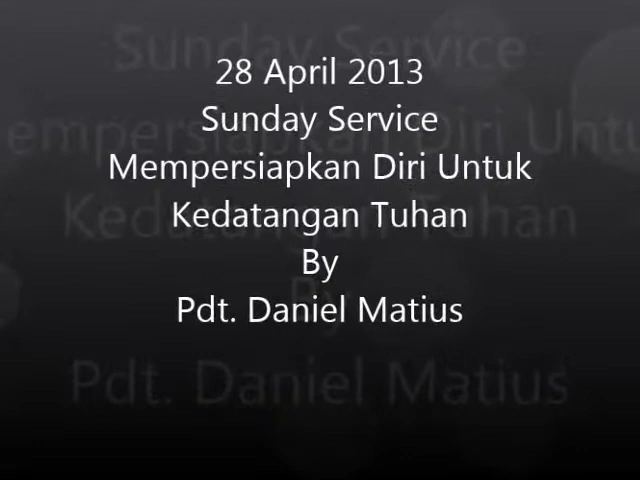 28 April 2013
Sunday Service
Mempersiapkan Diri Untuk
Kedatangan Tuhan
By
Pdt. Daniel Matius